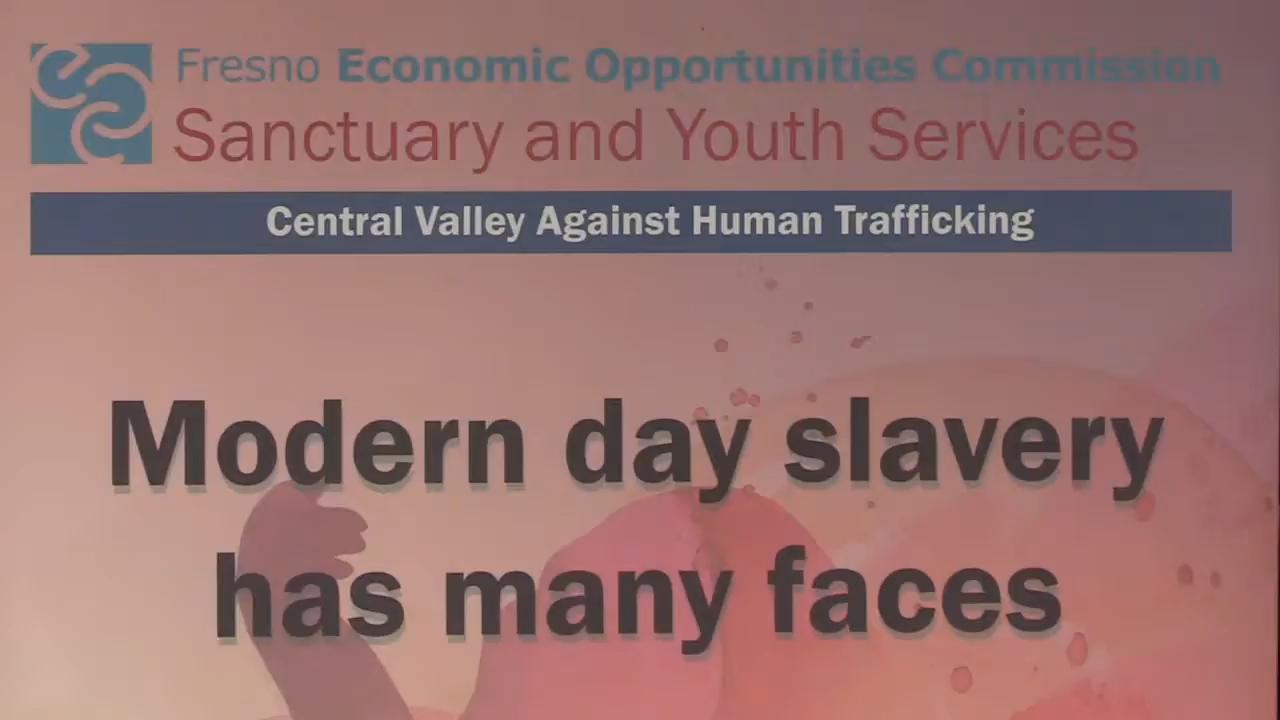 Fresno Economic Opportunities Commission
Sanctuary and Youth Services
Central Valley Against Human Trafficking
Modern day slavery
has many faces